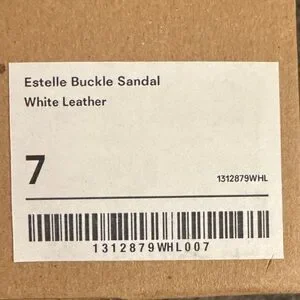 Estelle Buckle Sandal
White Leather
7
1312879WHL
1312879WHL007